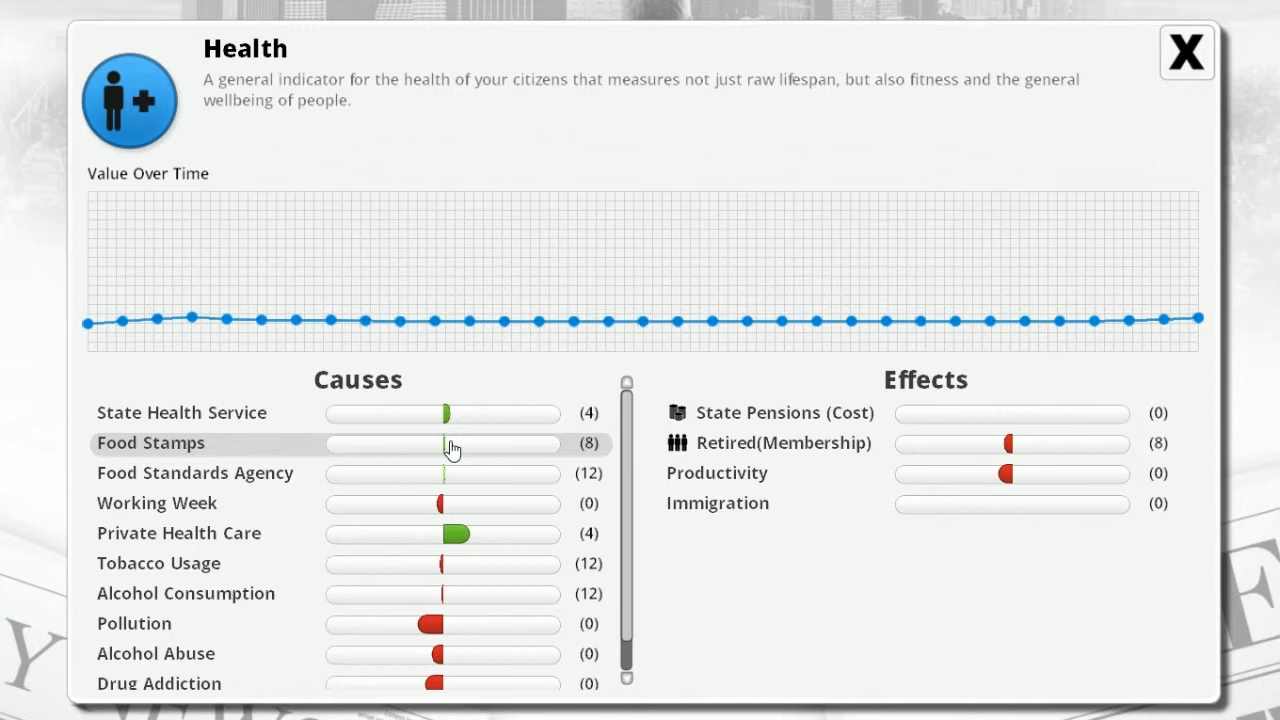 Health
X
A general indicator for the health of your citizens that measures not just raw lifespan, but also fitness and the general
wellbeing of people.
Value Over Time
Causes
State Health Service (4)
Food Stamps (8)
Food Standards Agency (12)
Working Week (0)
Private Health Care (4)
Tobacco Usage (12)
Alcohol Consumption (12)
Pollution (0)
Alcohol Abuse (0)
Drug Addiction (0)
Effects
State Pensions (Cost) (0)
Retired(Membership) (8)
Productivity (0)
Immigration (0)